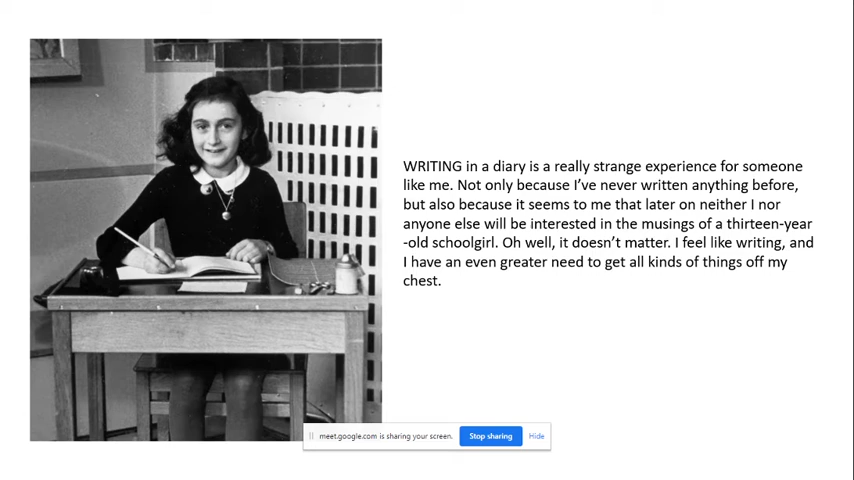 WRITING in a diary is a really strange experience for someone
like me. Not only because I’ve never written anything before,
but also because it seems to me that later on neither I nor
anyone else will be interested in the musings of a thirteen-year
-old schoolgirl. Oh well, it doesn’t matter. I feel like writing, and
I have an even greater need to get all kinds of things off my
chest.
meet.google.com is sharing your screen. Stop sharing Hide